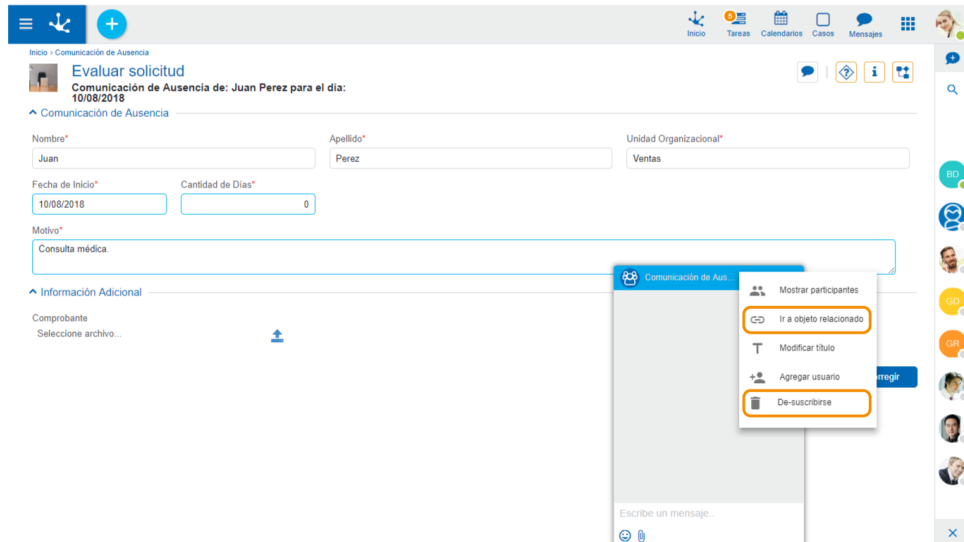 5
Inicio Tareas Calendarios Casos Mensajes
Inicio › Comunicación de Ausencia
Evaluar solicitud
Comunicación de Ausencia de: Juan Perez para el día:
10/08/2018
Comunicación de Ausencia
Nombre* Apellido* Unidad Organizacional*
Juan Perez Ventas
Fecha de Inicio* Cantidad de Días*
10/08/2018 0
Motivo*
Consulta médica.
Información Adicional
Comprobante
Seleccione archivo...
Comunicación de Aus...
Mostrar participantes
Ir a objeto relacionado
Modificar título
Agregar usuario
De-suscribirse
Escribe un mensaje..
BD
GD
GR